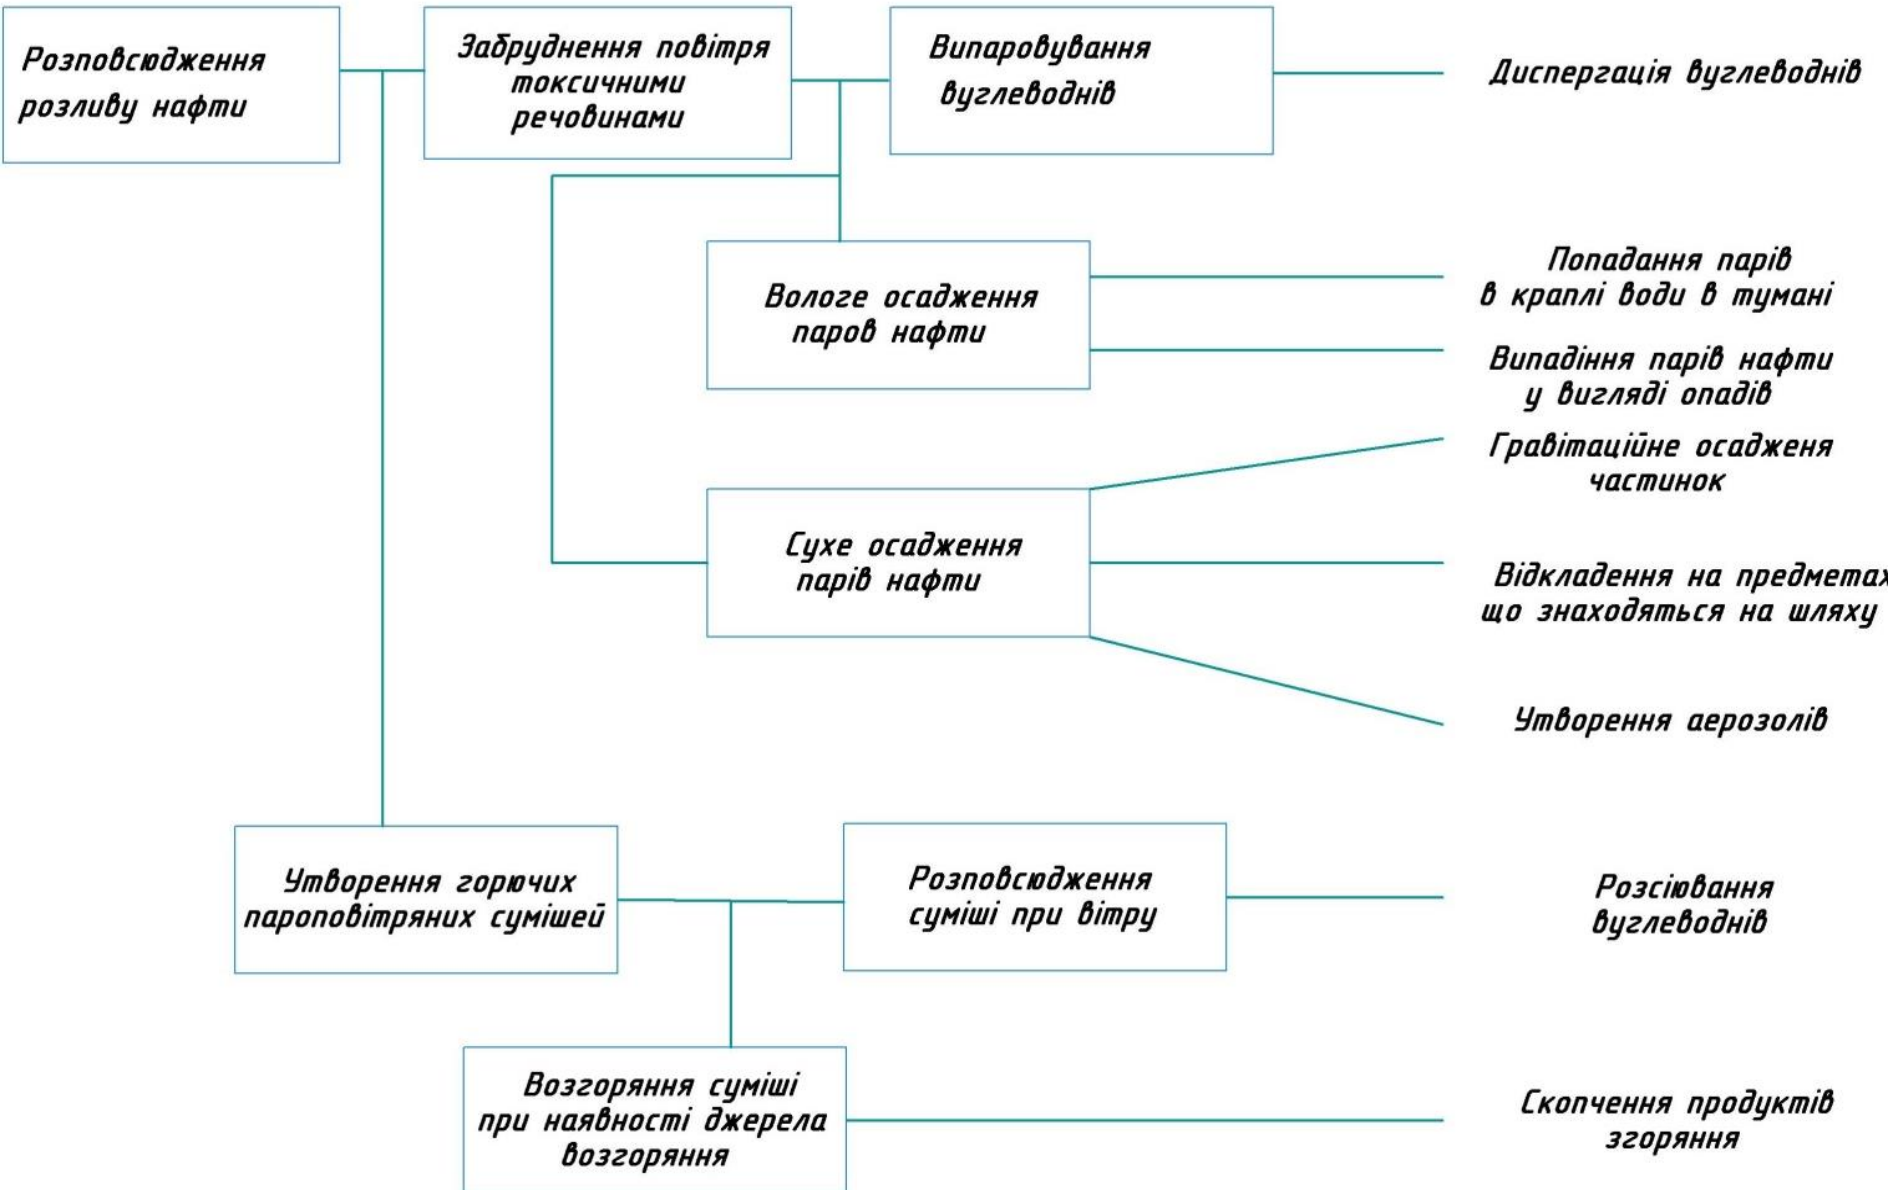 Розповсюдження
розливу нафти
Забруднення повітря
токсичними
речовинами
Випаровування
вуглеводнів
Диспергація вуглеводнів
Вологе осадження
паров нафти
Попадання парів
в краплі води в тумані
Випадіння парів нафти
у вигляді опадів
Гравітаційне осадженя
частинок
Сухе осадження
парів нафти
Відкладення на предметах
що знаходяться на шляху
Утворення аерозолів
Утворення горючих
пароповітряних сумішей
Розповсюдження
суміші при вітру
Розсіювання
вуглеводнів
Возгоряння суміші
при наявності джерела
возгоряння
Скопчення продуктів
згоряння